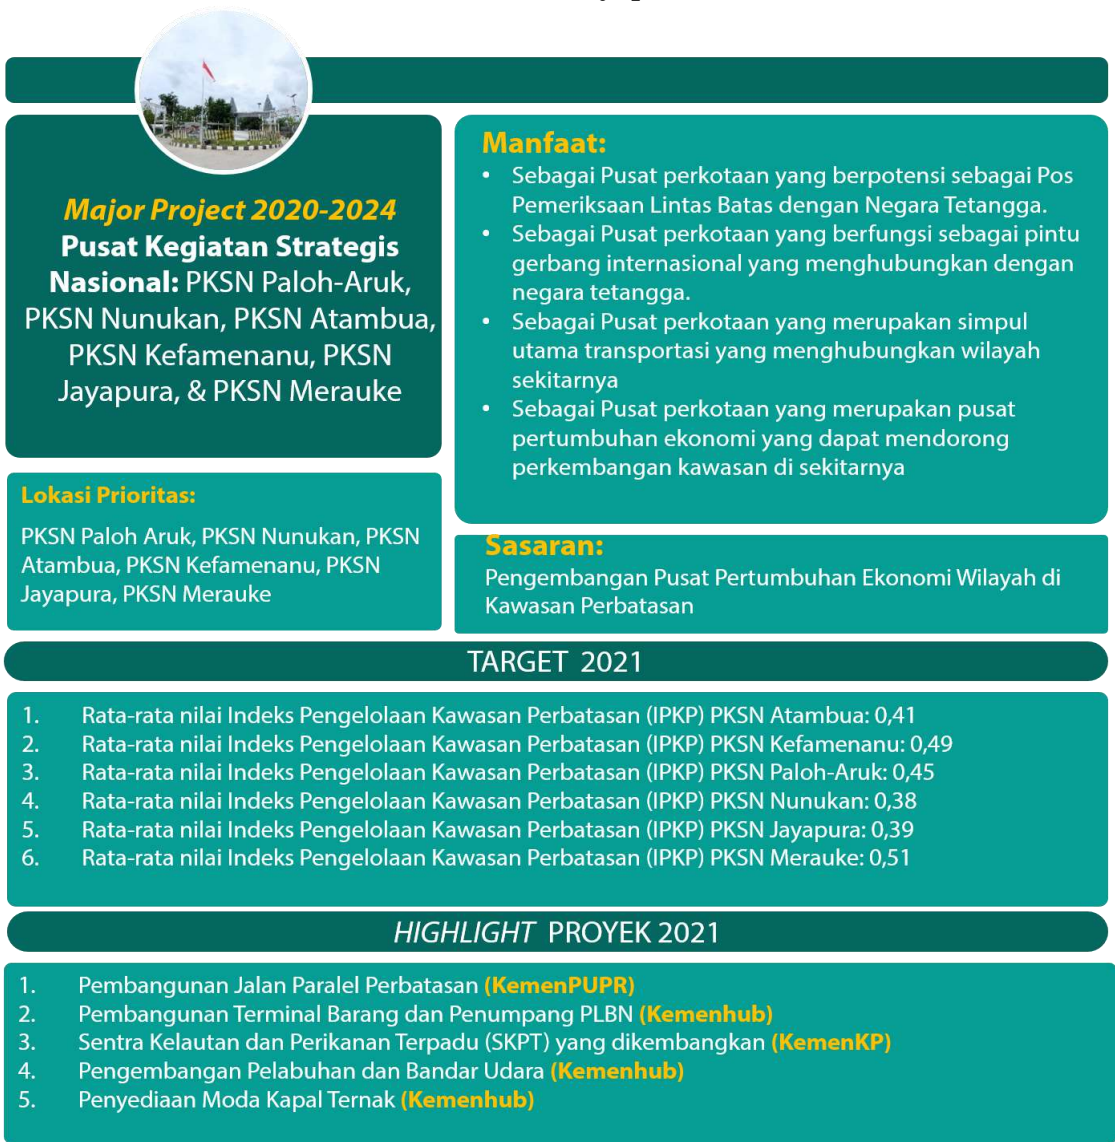 Major Project 2020-2024
Pusat Kegiatan Strategis
Nasional: PKSN Paloh-Aruk,
PKSN Nunukan, PKSN Atambua,
PKSN Kefamenanu, PKSN
Jayapura, & PKSN Merauke
Manfaat:
• Sebagai Pusat perkotaan yang berpotensi sebagai Pos
Pemeriksaan Lintas Batas dengan Negara Tetangga.
• Sebagai Pusat perkotaan yang berfungsi sebagai pintu
gerbang internasional yang menghubungkan dengan
negara tetangga.
• Sebagai Pusat perkotaan yang merupakan simpul
utama transportasi yang menghubungkan wilayah
sekitarnya
• Sebagai Pusat perkotaan yang merupakan pusat
pertumbuhan ekonomi yang dapat mendorong
perkembangan kawasan di sekitarnya
Lokasi Prioritas:
PKSN Paloh Aruk, PKSN Nunukan, PKSN
Atambua, PKSN Kefamenanu, PKSN
Jayapura, PKSN Merauke
Sasaran:
Pengembangan Pusat Pertumbuhan Ekonomi Wilayah di
Kawasan Perbatasan
TARGET 2021
1. Rata-rata nilai Indeks Pengelolaan Kawasan Perbatasan (IPKP) PKSN Atambua: 0,41
2. Rata-rata nilai Indeks Pengelolaan Kawasan Perbatasan (IPKP) PKSN Kefamenanu: 0,49
3. Rata-rata nilai Indeks Pengelolaan Kawasan Perbatasan (IPKP) PKSN Paloh-Aruk: 0,45
4. Rata-rata nilai Indeks Pengelolaan Kawasan Perbatasan (IPKP) PKSN Nunukan: 0,38
5. Rata-rata nilai Indeks Pengelolaan Kawasan Perbatasan (IPKP) PKSN Jayapura: 0,39
6. Rata-rata nilai Indeks Pengelolaan Kawasan Perbatasan (IPKP) PKSN Merauke: 0,51
HIGHLIGHT PROYEK 2021
1. Pembangunan Jalan Paralel Perbatasan (KemenPUPR)
2. Pembangunan Terminal Barang dan Penumpang PLBN (Kemenhub)
3. Sentra Kelautan dan Perikanan Terpadu (SKPT) yang dikembangkan (KemenKP)
4. Pengembangan Pelabuhan dan Bandar Udara (Kemenhub)
5. Penyediaan Moda Kapal Ternak (Kemenhub)